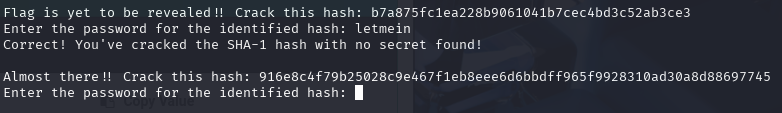 Flag is yet to be revealed!! Crack this hash: b7a875fc1ea228b9061041b7cec4bd3c52ab3ce3
Enter the password for the identified hash: letmein
Correct! You've cracked the SHA-1 hash with no secret found!
Almost there!! Crack this hash: 916e8c4f79b25028c9e467f1eb8eee6d6bbdff965f9928310ad30a8d88697745
Enter the password for the identified hash:
Copy Value